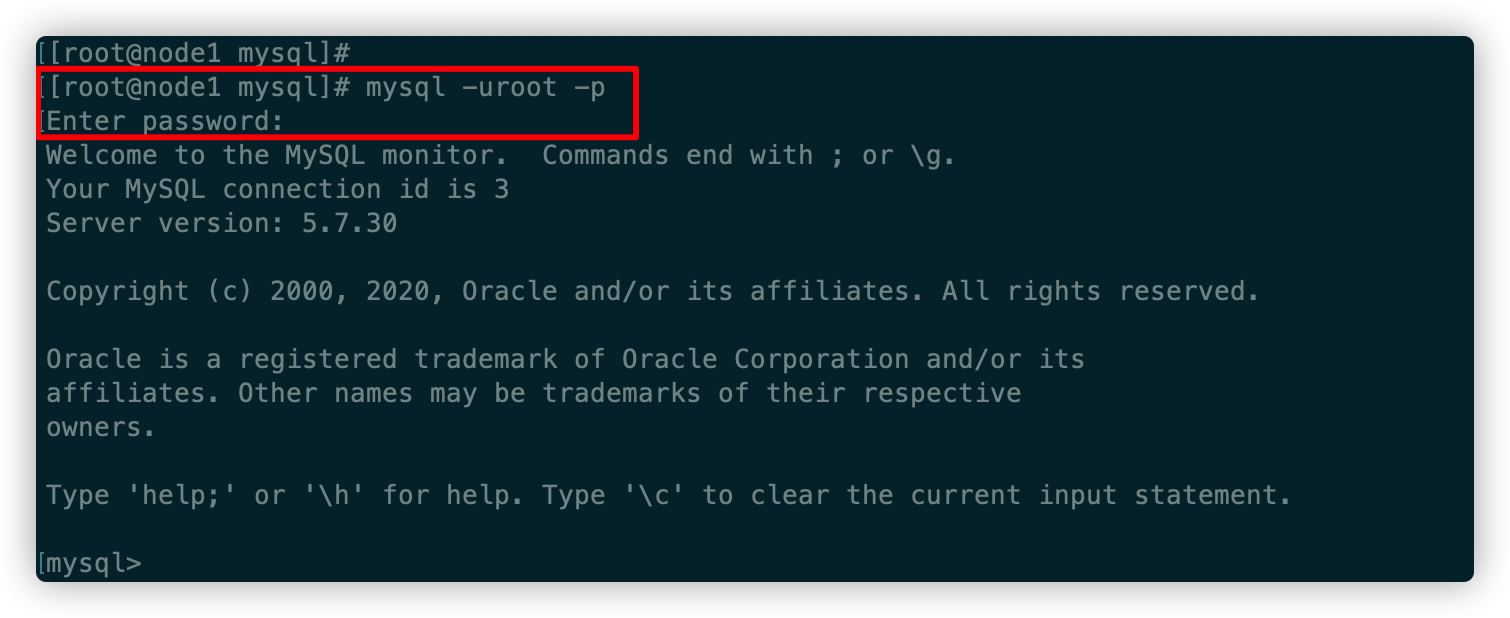 [[root@node1 mysql]#
[[root@node1 mysql]# mysql -uroot -p
[Enter password:
Welcome to the MySQL monitor.  Commands end with ; or \g.
Your MySQL connection id is 3
Server version: 5.7.30
Copyright (c) 2000, 2020, Oracle and/or its affiliates. All rights reserved.
Oracle is a registered trademark of Oracle Corporation and/or its
affiliates. Other names may be trademarks of their respective
owners.
Type 'help;' or '\h' for help. Type '\c' to clear the current input statement.
[mysql>